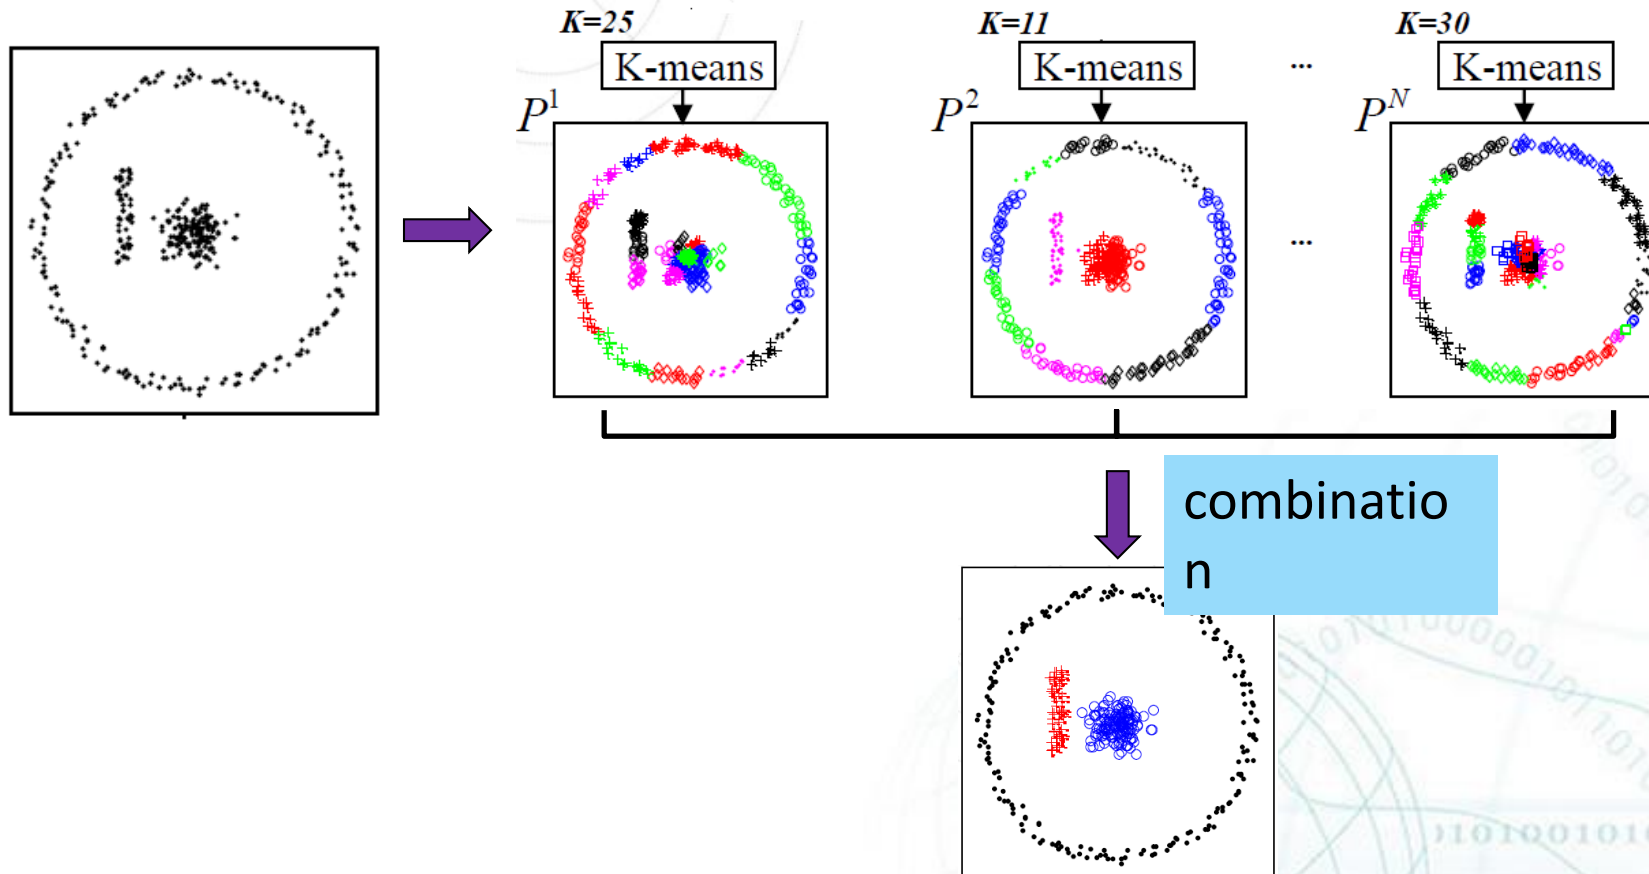 K=25
K=11
K=30
K-means
K-means
...
K-means
P1
P2
PN
...
combinatio
n